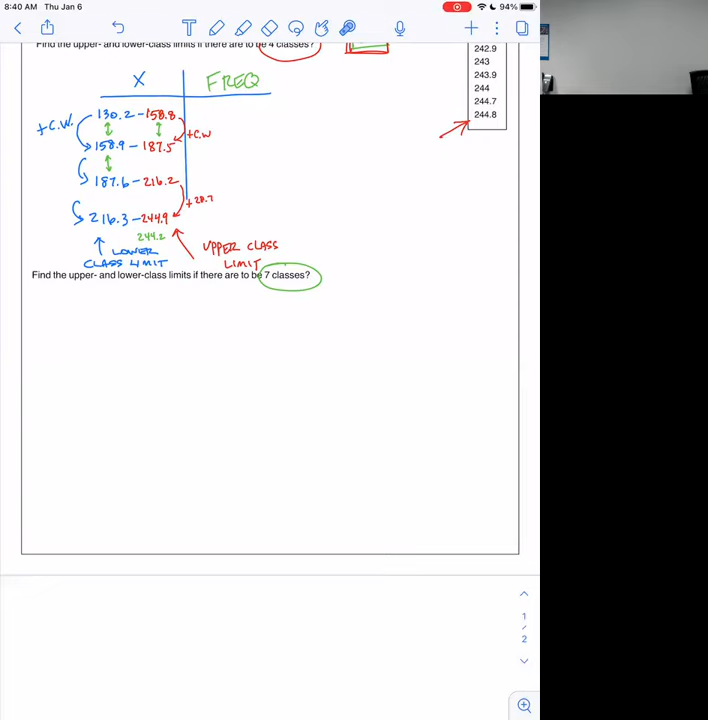 8:40 AM Thu Jan 6
94%
Find the upper- and lower-class limits if there are to be 4 classes?
242.9
243
243.9
244
244.7
244.8
X FREQ
130.2-158.8
+C.W.
+C.W
158.9-187.5
187.6-216.2
+28.7
216.3-244.9
244.2
LOWER
CLASS LIMIT
UPPER CLASS
LIMIT
Find the upper- and lower-class limits if there are to be 7 classes?
1
/
2